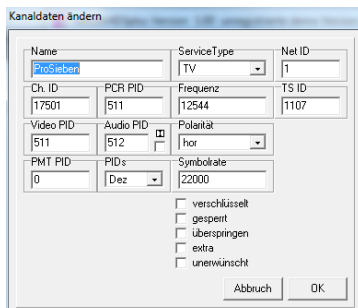 Kanaldaten ändern
Name ServiceType Net ID
ProSieben TV 1
Ch. ID PCR PID Frequenz TS ID
17501 511 12544 1107
Video PID Audio PID Polarität
511 512 hor
PMT PID PIDs Symbolrate
0 Dez 22000
verschlüsselt
gesperrt
überspringen
extra
unerwünscht
Abbruch OK